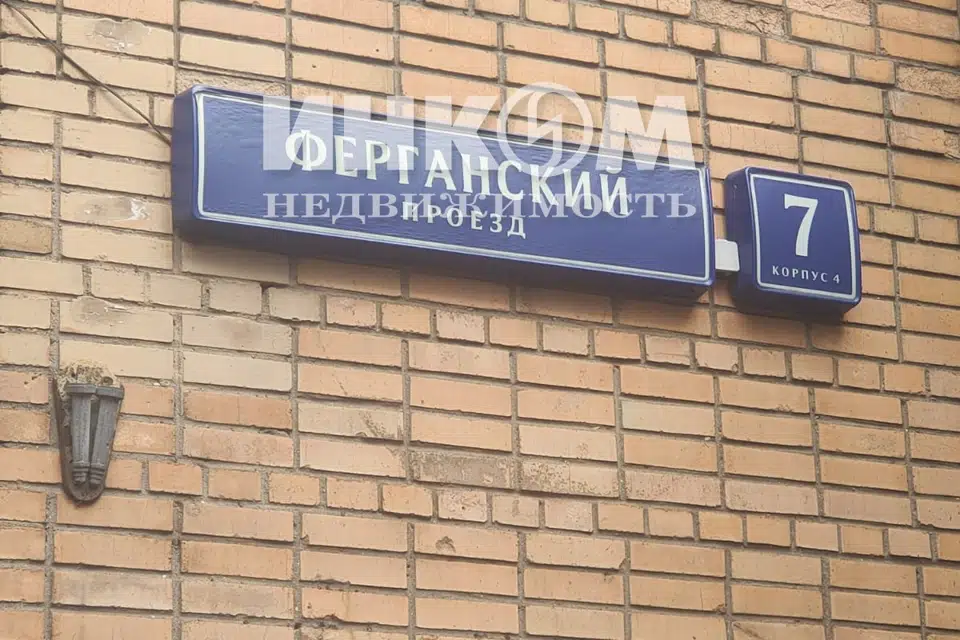 ИНКОМ
НЕДВИЖИМОСТЬ
ФЕРГАНСКИЙ
ПРОЕЗД
7
КОРПУС 4